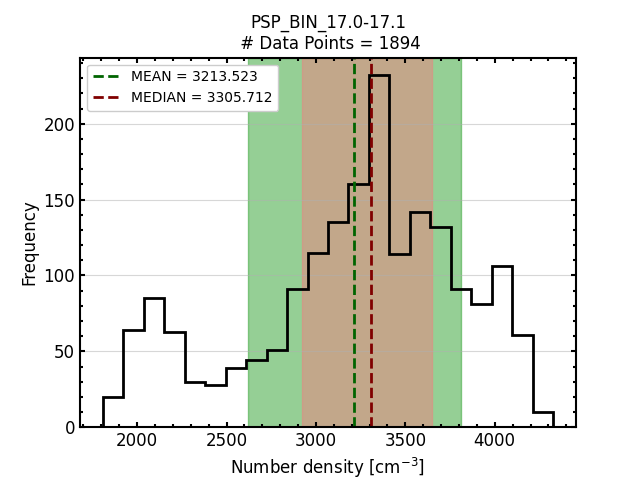 PSP_BIN_17.0-17.1
# Data Points = 1894
MEAN = 3213.523
MEDIAN = 3305.712
200
150
100
50
0
Frequency
2000 2500 3000 3500 4000
Number density [cm⁻³]